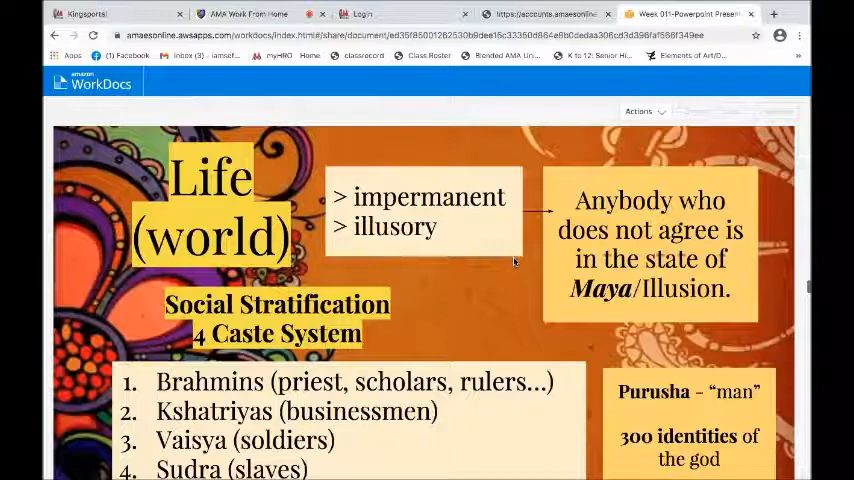 Kingsportal
AMA Work From Home
Login
https://accounts.amaesonline.c
Week 011-Powerpoint Present
amaesonline.awsapps.com/workdocs/index.html#/share/document/
Apps
(1) Facebook
Inbox (3) - iamsof
myHRO
Home
classrecord
Class Roster
Blended AMA Uni...
K to 12: Senior Hi...
Elements of Art/D...
amazon
WorkDocs
Actions
Life
(world)
> impermanent
> illusory
Anybody who
does not agree is
in the state of
Maya/Illusion.
Social Stratification
4 Caste System
1. Brahmins (priest, scholars, rulers...)
2. Kshatriyas (businessmen)
3. Vaisya (soldiers)
4. Sudra (slaves)
Purusha - “man”
300 identities of
the god